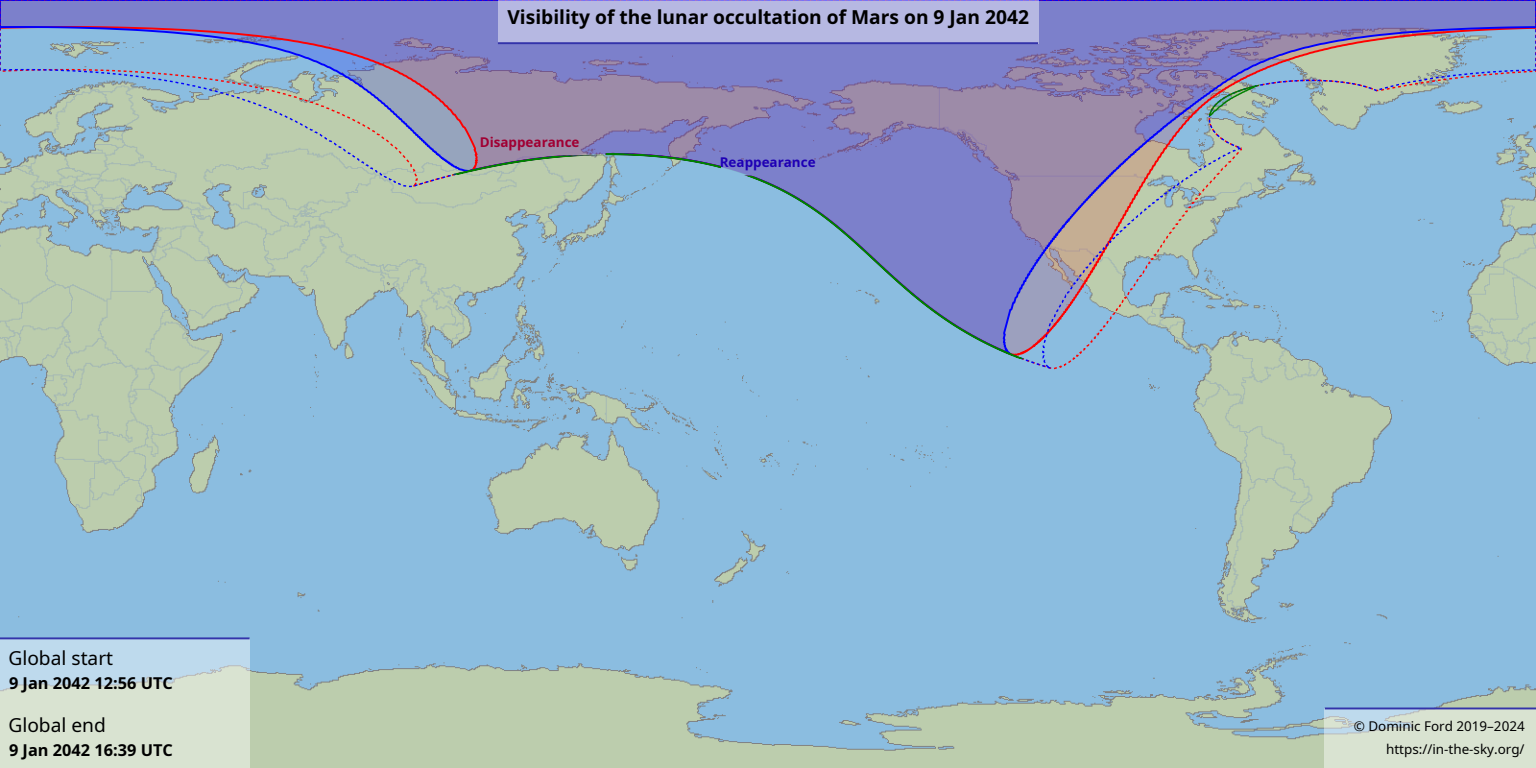 Visibility of the lunar occultation of Mars on 9 Jan 2042
Disappearance
Reappearance
Global start
9 Jan 2042 12:56 UTC
Global end
9 Jan 2042 16:39 UTC
© Dominic Ford 2019–2024
https://in-the-sky.org/